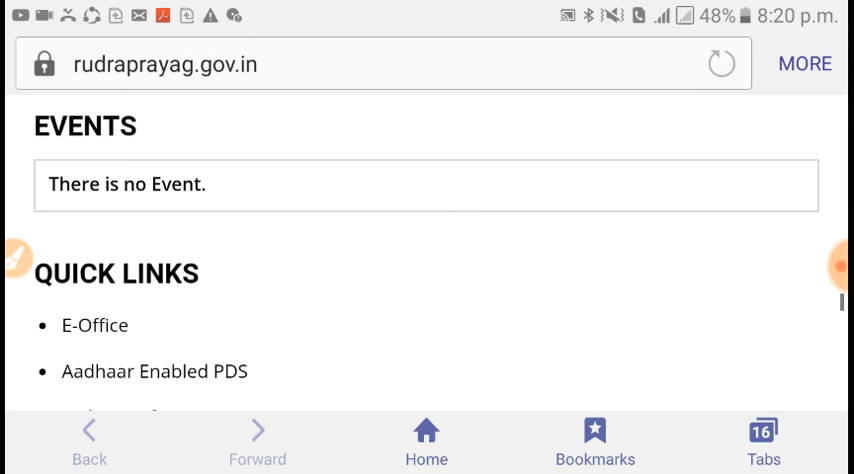 48% 8:20 p.m.
rudraprayag.gov.in MORE
EVENTS
There is no Event.
QUICK LINKS
• E-Office
• Aadhaar Enabled PDS
Back Forward Home Bookmarks 16 Tabs